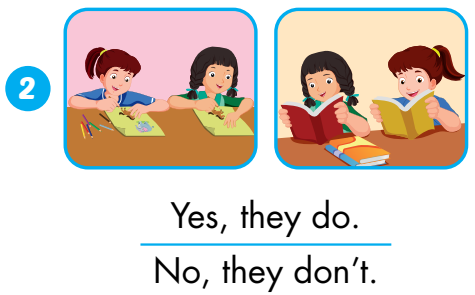 2
Yes, they do.
No, they don't.